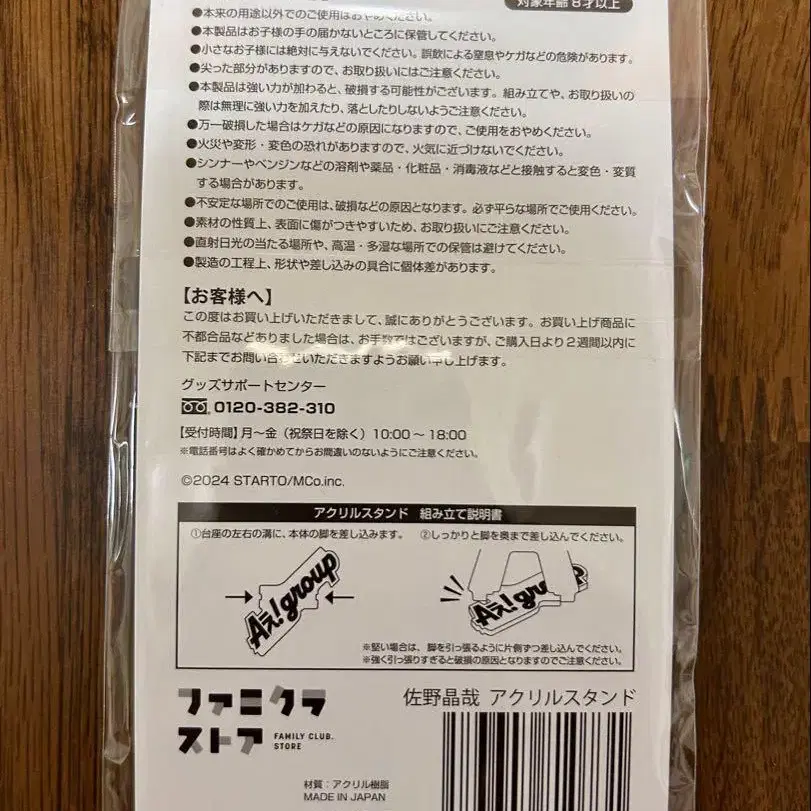 対象年齢8才以上
●本来の用途以外でのご使用はおやめください。
●本製品はお子様の手の届かないところに保管してください。
●小さなお子様には絶対に与えないでください。誤飲による窒息やケガなどの危険があります。
●尖った部分がありますので、お取り扱いにはご注意ください。
●本製品は強い力が加わると、破損する可能性がございます。組み立てや、お取り扱いの
際は無理に強い力を加えたり、落としたりしないようご注意ください。
●万一破損した場合はケガなどの原因になりますので、ご使用をおやめください。
●火災や変形・変色の恐れがありますので、火気に近づけないでください。
●シンナーやベンジンなどの溶剤や薬品・化粧品・消毒液などと接触すると変色・変質
する場合があります。
●不安定な場所でのご使用は、破損などの原因となります。必ず平らな場所でご使用ください。
●素材の性質上、表面に傷がつきやすいため、お取り扱いにご注意ください。
●直射日光の当たる場所や、高温・多湿な場所での保管は避けてください。
●製造の工程上、形状や差し込みの具合に個体差があります。
【お客様へ】
この度はお買い上げいただきまして、誠にありがとうございます。お買い上げ商品に
不都合品などありました場合は、お手数ではございますが、ご購入日より2週間以内に
下記までお問い合わせいただきますようお願い申し上げます。
グッズサポートセンター
0120-382-310
【受付時間】月〜金（祝祭日を除く）10:00〜18:00
※電話番号はよく確かめてからお間違いのないようにご注意ください。
©2024 STARTO/MCo.inc.
アクリルスタンド 組み立て説明書
①台座の左右の溝に、本体の脚を差し込みます。
②しっかりと脚を奥まで差し込んでください。
Aぇ! group
Aぇ! gr
※堅い場合は、脚を引っ張るように片側ずつ差し込んでください。
※強く引っ張りすぎると破損の原因となりますのでご注意ください。
ファミクラ
ストア
FAMILY CLUB.
STORE
佐野晶哉 アクリルスタンド
材質：アクリル樹脂
MADE IN JAPAN